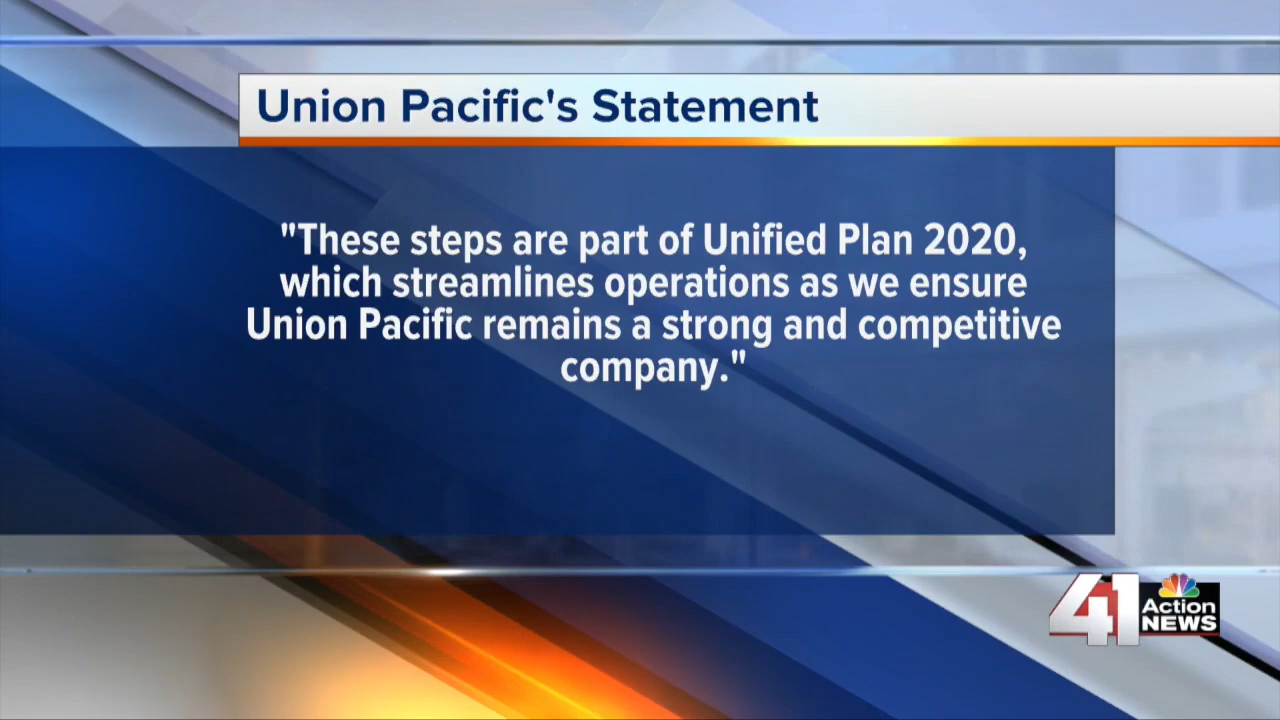 Union Pacific's Statement
"These steps are part of Unified Plan 2020,
which streamlines operations as we ensure
Union Pacific remains a strong and competitive
company."
41
Action
NEWS